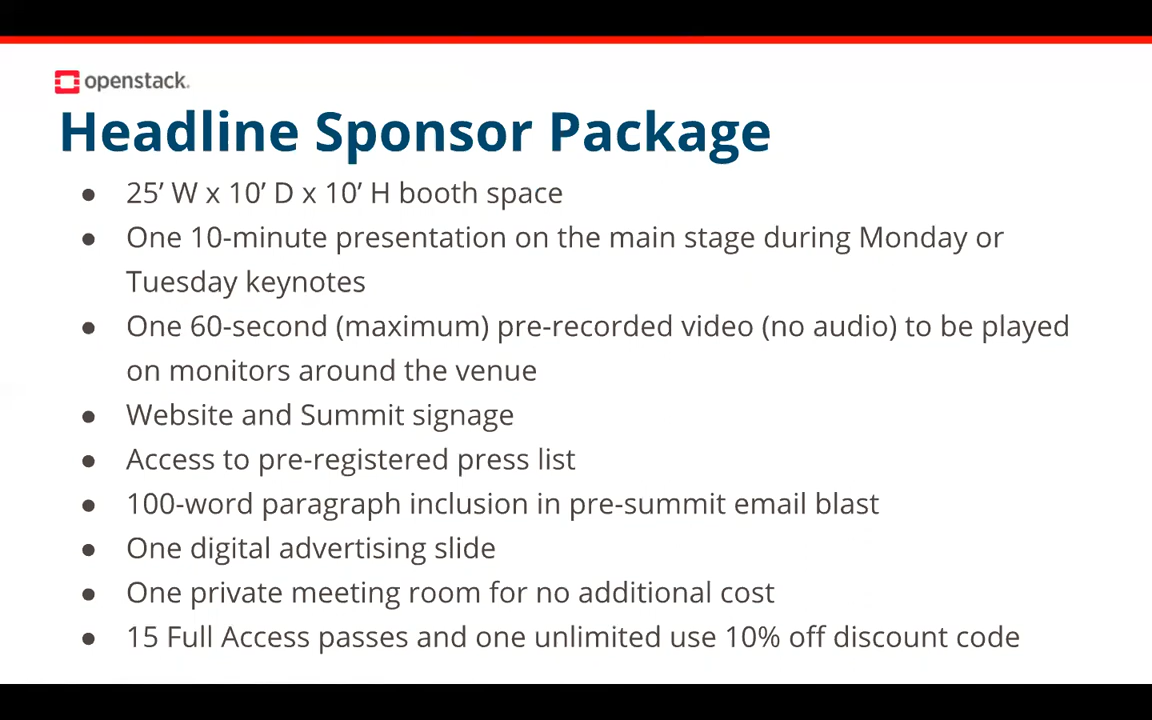 openstack.
Headline Sponsor Package
● 25’ W x 10’ D x 10’ H booth space
● One 10-minute presentation on the main stage during Monday or
Tuesday keynotes
● One 60-second (maximum) pre-recorded video (no audio) to be played
on monitors around the venue
● Website and Summit signage
● Access to pre-registered press list
● 100-word paragraph inclusion in pre-summit email blast
● One digital advertising slide
● One private meeting room for no additional cost
● 15 Full Access passes and one unlimited use 10% off discount code